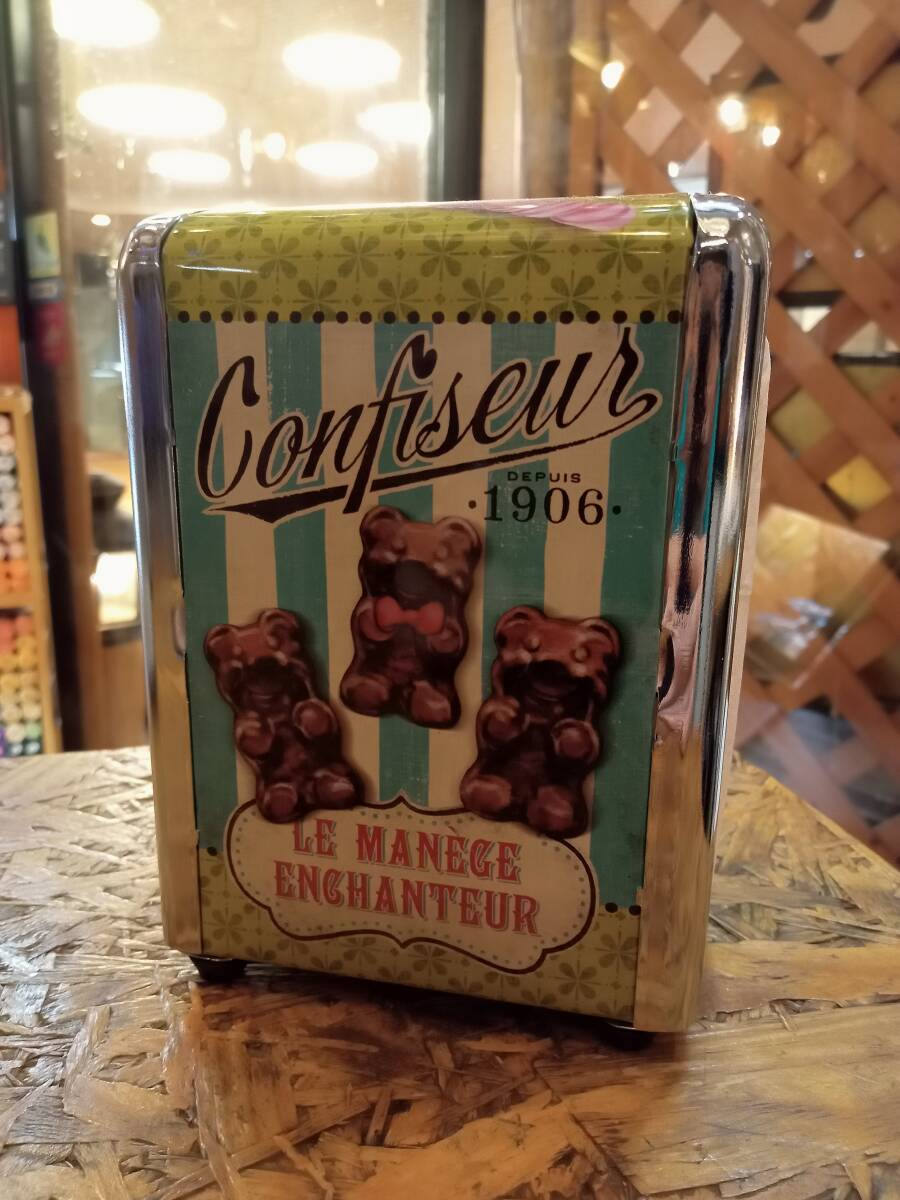 Confiseur
DEPUIS
·1906·
LE MANÈGE
ENCHANTEUR